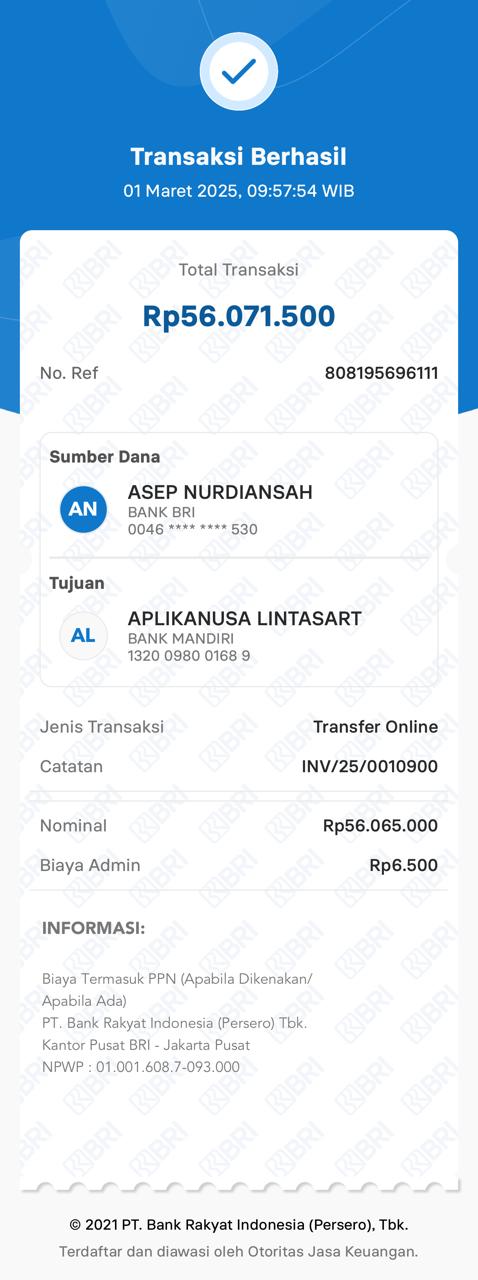 Transaksi Berhasil
01 Maret 2025, 09:57:54 WIB
Total Transaksi
Rp56.071.500
No. Ref 808195696111
Sumber Dana
AN
ASEP NURDIANSAH
BANK BRI
0046 **** **** 530
Tujuan
AL
APLIKANUSA LINTASART
BANK MANDIRI
1320 0980 0168 9
Jenis Transaksi Transfer Online
Catatan INV/25/0010900
Nominal Rp56.065.000
Biaya Admin Rp6.500
INFORMASI:
Biaya Termasuk PPN (Apabila Dikenakan/
Apabila Ada)
PT. Bank Rakyat Indonesia (Persero) Tbk.
Kantor Pusat BRI - Jakarta Pusat
NPWP : 01.001.608.7-093.000
© 2021 PT. Bank Rakyat Indonesia (Persero), Tbk.
Terdaftar dan diawasi oleh Otoritas Jasa Keuangan.
BRI